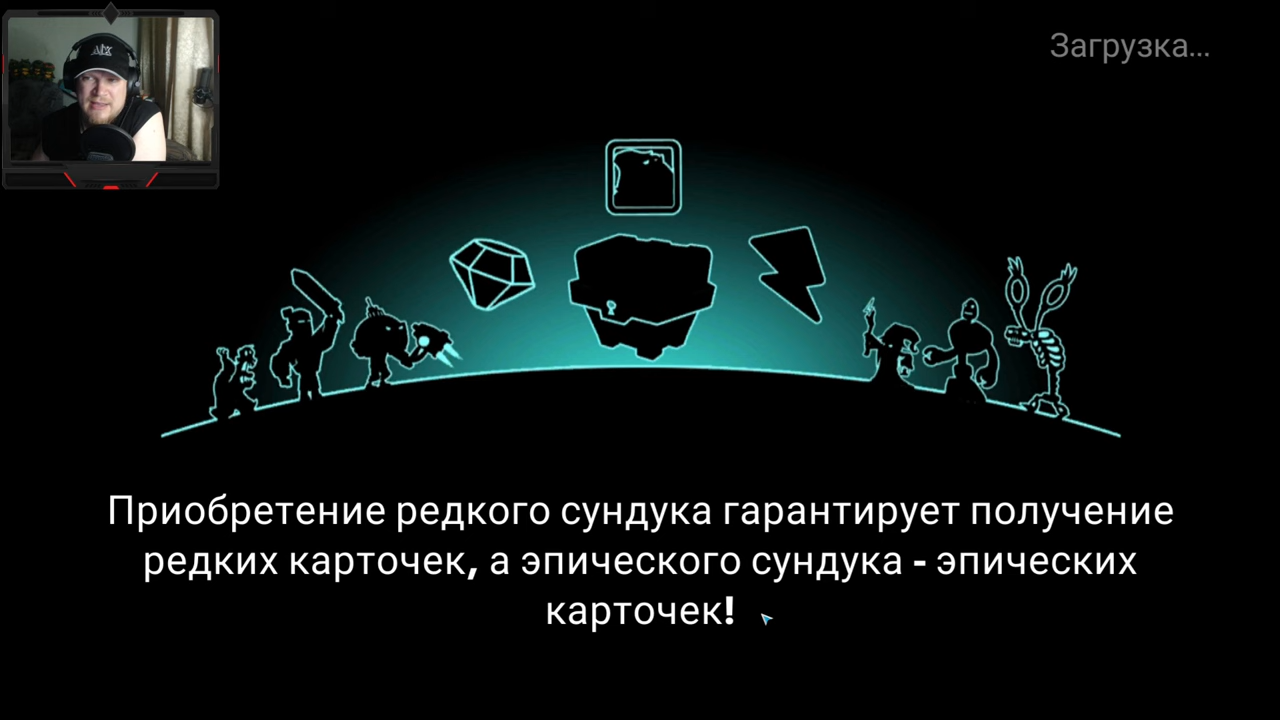 Загрузка...
Приобретение редкого сундука гарантирует получение
редких карточек, а эпического сундука - эпических
карточек!